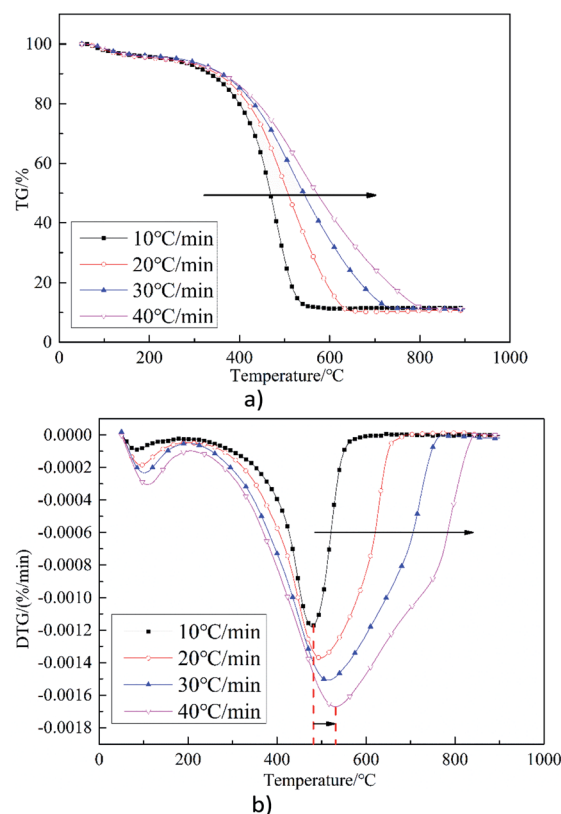 100
80
60
40
20
0
TG/%
10℃/min
20℃/min
30℃/min
40℃/min
0 200 400 600 800 1000
Temperature/℃
a)
0.0000
-0.0002
-0.0004
-0.0006
-0.0008
-0.0010
-0.0012
-0.0014
-0.0016
-0.0018
DTG/(%/min)
10℃/min
20℃/min
30℃/min
40℃/min
0 200 400 600 800 1000
Temperature/℃
b)